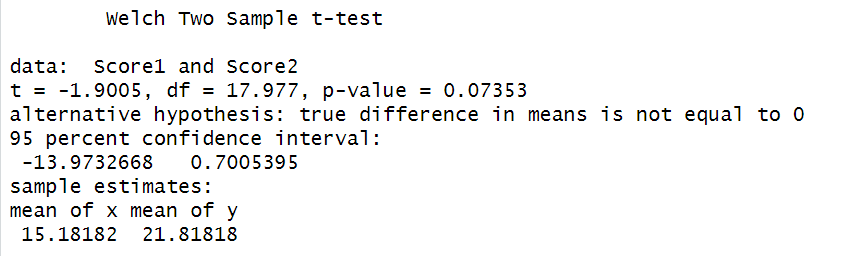 Welch Two Sample t-test
data:  Score1 and Score2
t = -1.9005, df = 17.977, p-value = 0.07353
alternative hypothesis: true difference in means is not equal to 0
95 percent confidence interval:
-13.9732668   0.7005395
sample estimates:
mean of x mean of y
15.18182  21.81818